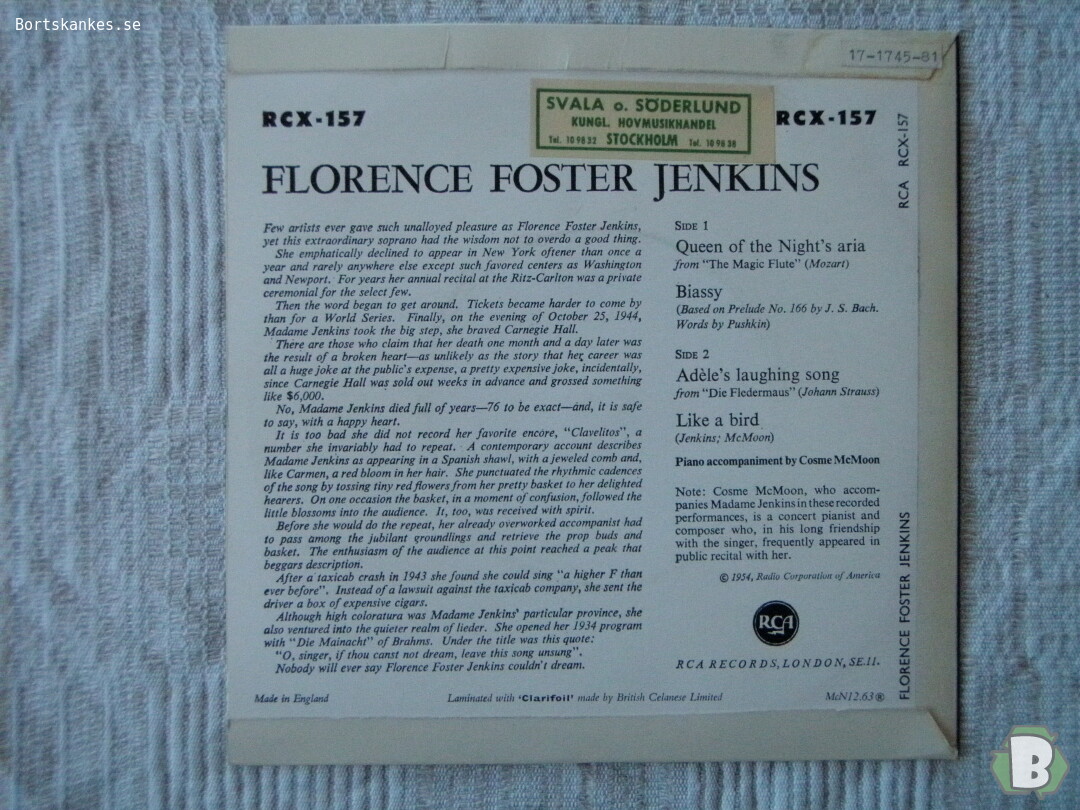 Bortskankes.se
17-1745-81
RCX-157
SVALA o. SÖDERLUND
KUNGL. HOVMUSIKHANDEL
Tel. 10 98 32 STOCKHOLM Tel. 10 98 38
RCX-157
FLORENCE FOSTER JENKINS
Few artists ever gave such unalloyed pleasure as Florence Foster Jenkins,
yet this extraordinary soprano had the wisdom not to overdo a good thing.
She emphatically declined to appear in New York oftener than once a
year and rarely anywhere else except such favored centers as Washington
and Newport. For years her annual recital at the Ritz-Carlton was a private
ceremonial for the select few.
Then the word began to get around. Tickets became harder to come by
than for a World Series. Finally, on the evening of October 25, 1944,
Madame Jenkins took the big step, she braved Carnegie Hall.
There are those who claim that her death one month and a day later was
the result of a broken heart—as unlikely as the story that her career was
all a huge joke at the public's expense, a pretty expensive joke, incidentally,
since Carnegie Hall was sold out weeks in advance and grossed something
like $6,000.
No, Madame Jenkins died full of years—76 to be exact—and, it is safe
to say, with a happy heart.
It is too bad she did not record her favorite encore, "Clavelitos", a
number she invariably had to repeat. A contemporary account describes
Madame Jenkins as appearing in a Spanish shawl, with a jeweled comb and,
like Carmen, a red bloom in her hair. She punctuated the rhythmic cadences
of the song by tossing tiny red flowers from her pretty basket to her delighted
hearers. On one occasion the basket, in a moment of confusion, followed the
little blossoms into the audience. It, too, was received with spirit.
Before she would do the repeat, her already overworked accompanist had
to pass among the jubilant groundlings and retrieve the prop buds and
basket. The enthusiasm of the audience at this point reached a peak that
beggars description.
After a taxicab crash in 1943 she found she could sing "a higher F than
ever before". Instead of a lawsuit against the taxicab company, she sent the
driver a box of expensive cigars.
Although high coloratura was Madame Jenkins' particular province, she
also ventured into the quieter realm of lieder. She opened her 1934 program
with "Die Mainacht" of Brahms. Under the title was this quote:
"O, singer, if thou canst not dream, leave this song unsung".
Nobody will ever say Florence Foster Jenkins couldn't dream.
SIDE 1
Queen of the Night's aria
from "The Magic Flute" (Mozart)
Biassy
(Based on Prelude No. 166 by J. S. Bach.
Words by Pushkin)
SIDE 2
Adèle's laughing song
from "Die Fledermaus" (Johann Strauss)
Like a bird
(Jenkins; McMoon)
Piano accompaniment by Cosme McMoon
Note: Cosme McMoon, who accom-
panies Madame Jenkins in these recorded
performances, is a concert pianist and
composer who, in his long friendship
with the singer, frequently appeared in
public recital with her.
© 1954, Radio Corporation of America
RCA
RCA RECORDS, LONDON, SE.11.
Made in England
Laminated with 'Clarifoil' made by British Celanese Limited
McN12.63 ®
RCA RCX-157
FLORENCE FOSTER JENKINS
B